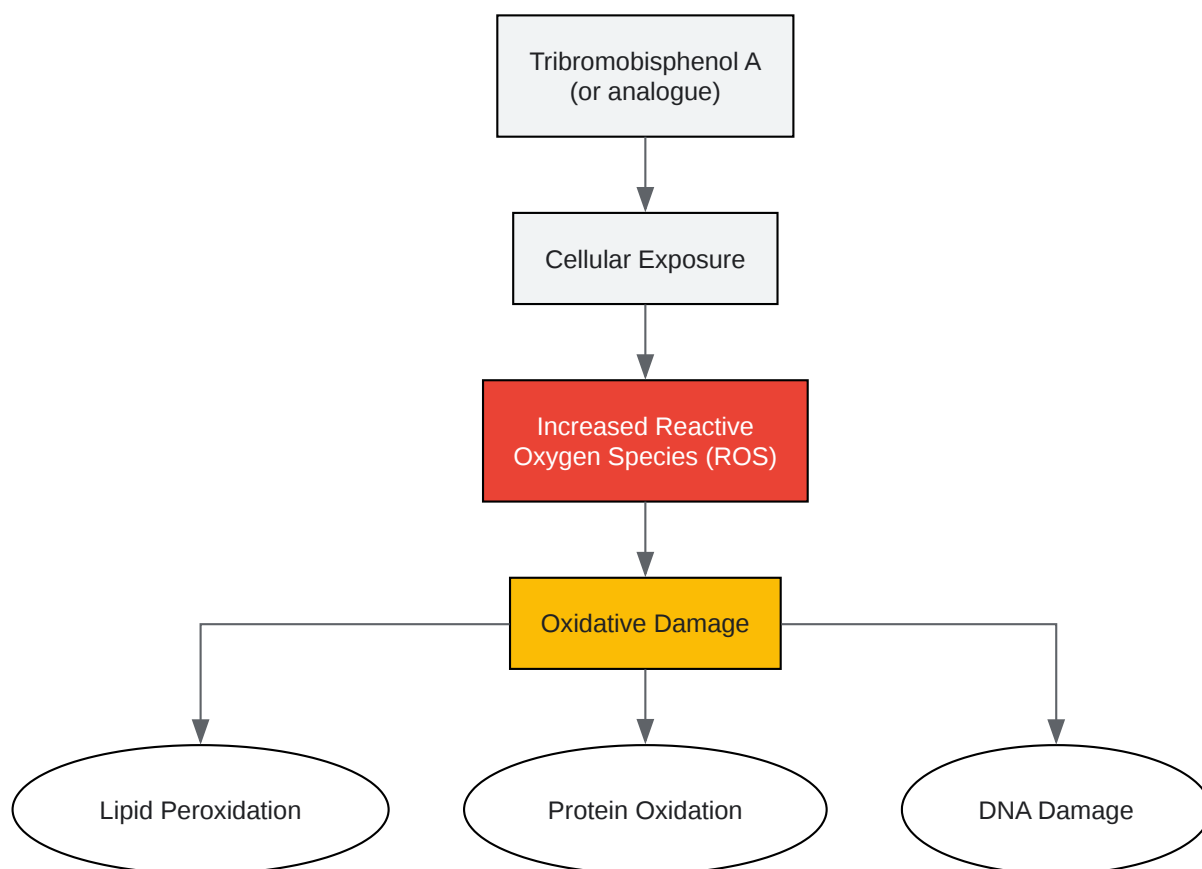 Tribromobisphenol A
(or analogue)
Cellular Exposure
Increased Reactive
Oxygen Species (ROS)
Oxidative Damage
Lipid Peroxidation
Protein Oxidation
DNA Damage